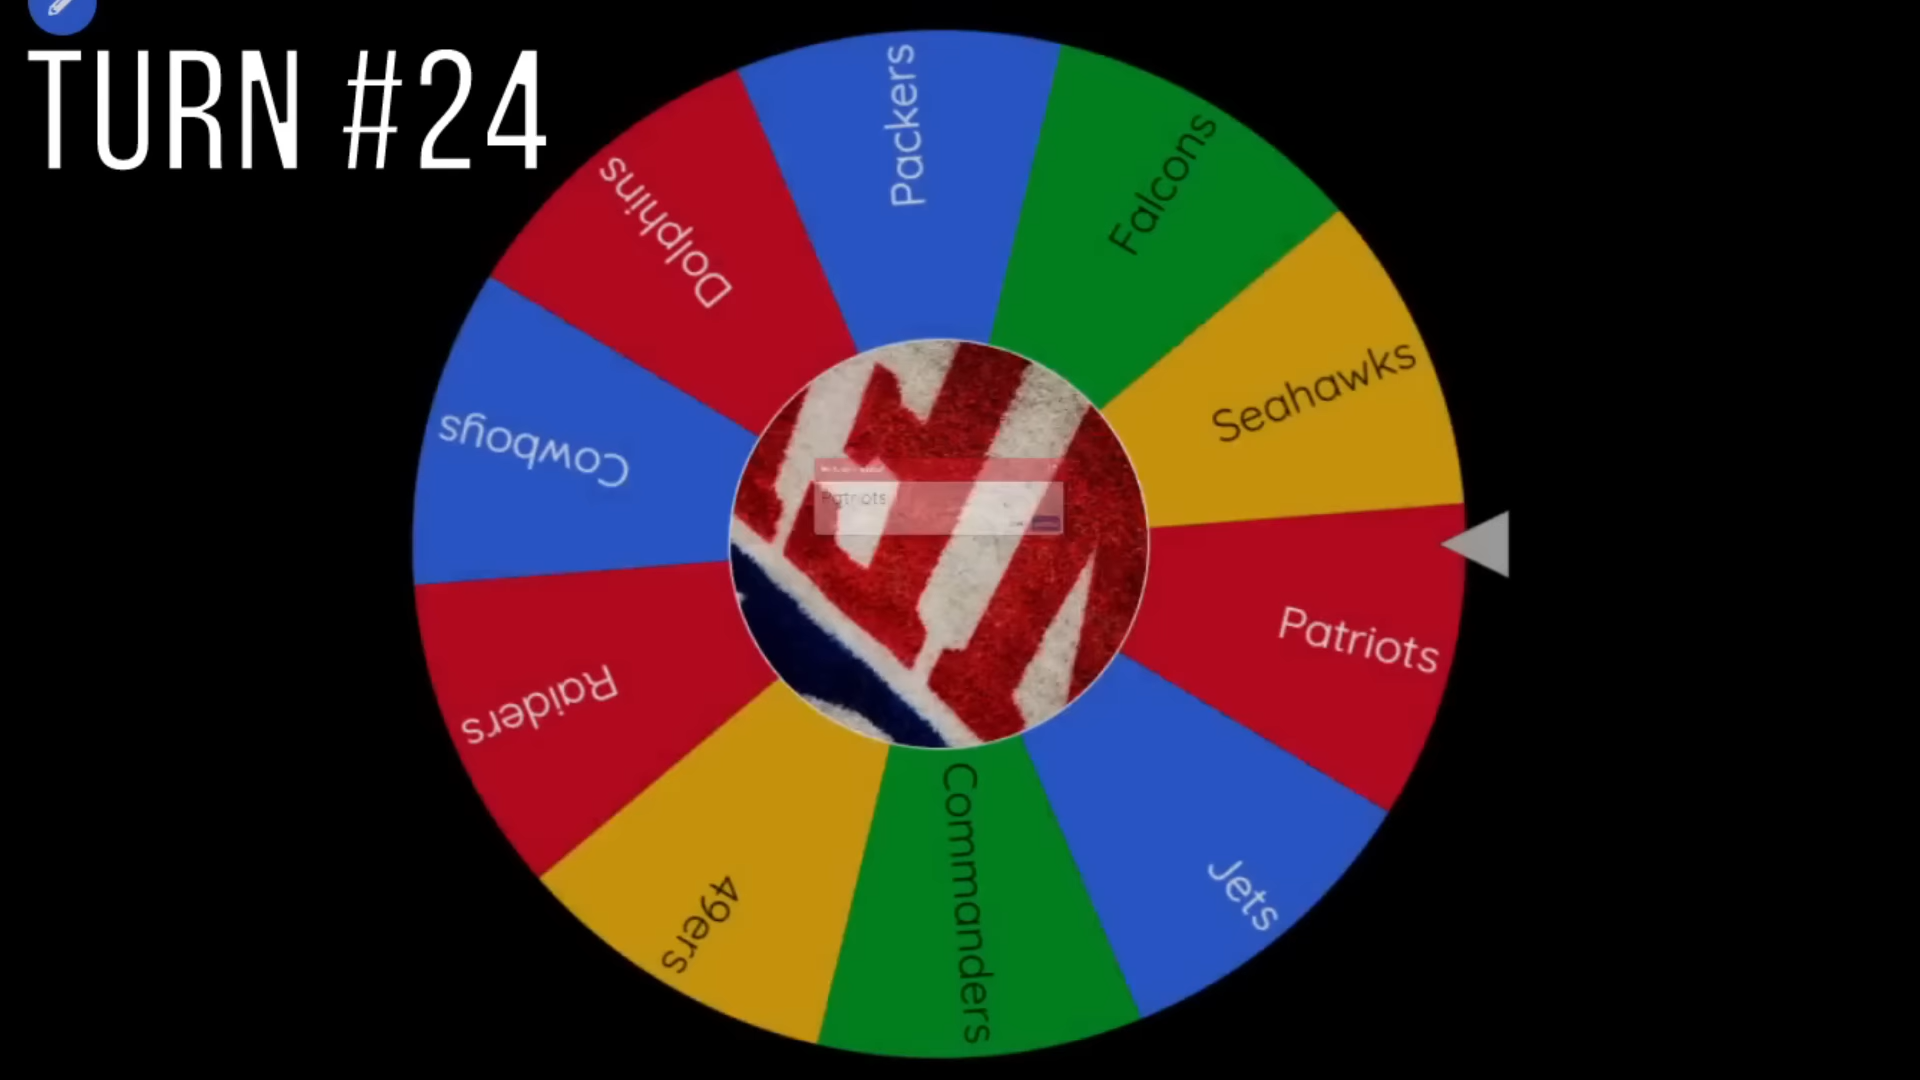 TURN #24
Packers
Falcons
Seahawks
Patriots
Jets
Commanders
49ers
Raiders
Cowboys
Dolphins
Patriots